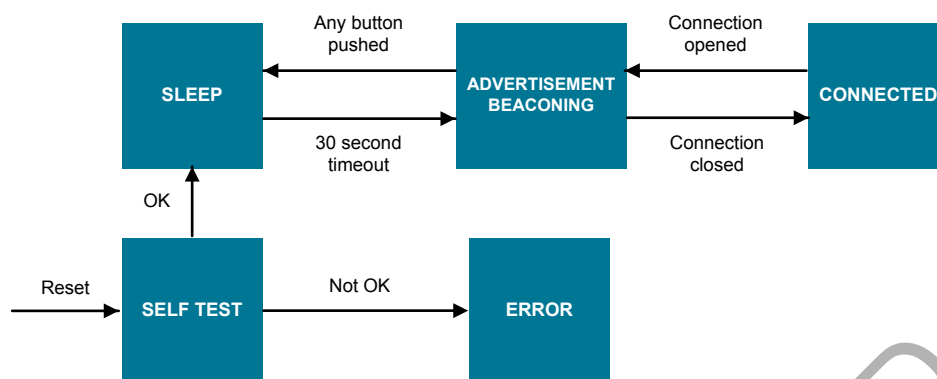 Any button
pushed
Connection
opened
SLEEP
ADVERTISEMENT
BEACONING
CONNECTED
30 second
timeout
Connection
closed
OK
Reset
SELF TEST
Not OK
ERROR